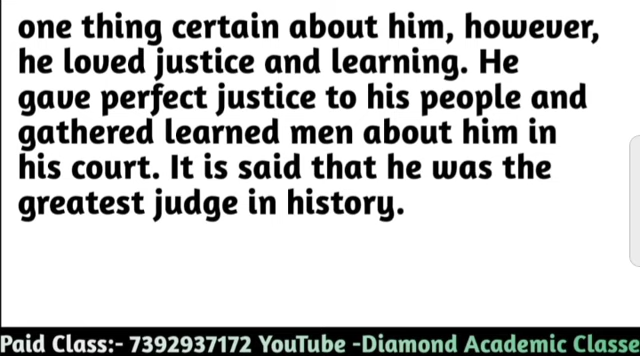 one thing certain about him, however,
he loved justice and learning. He
gave perfect justice to his people and
gathered learned men about him in
his court. It is said that he was the
greatest judge in history.
Paid Class:- 7392937172 YouTube -Diamond Academic Classe